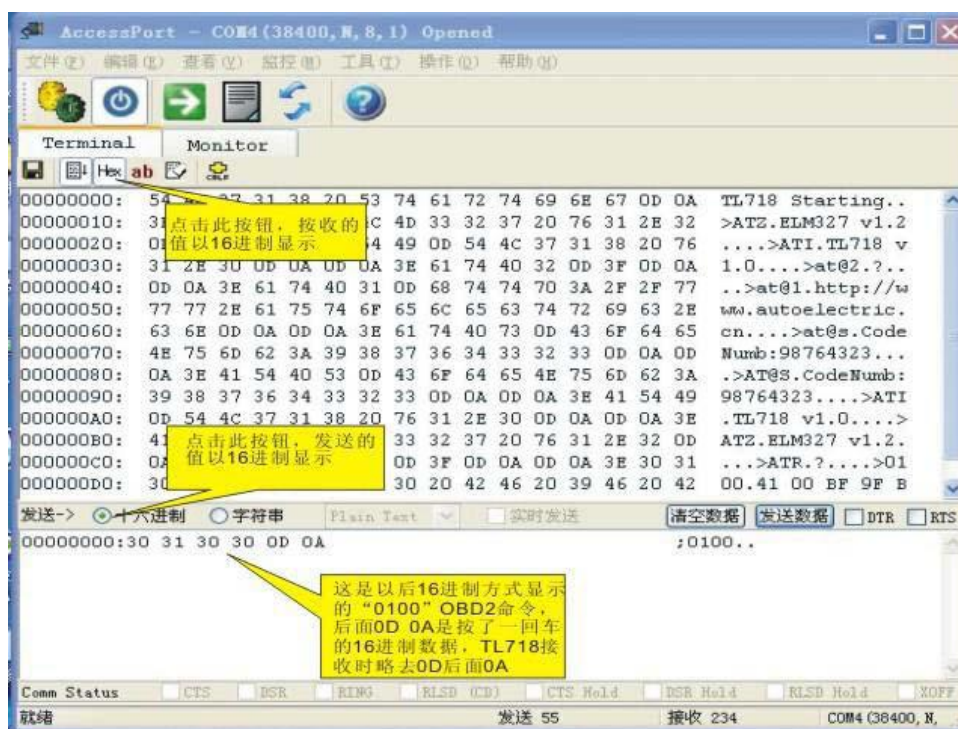 AccessPort - COM4(38400,N,8,1) Opened
文件(F) 编辑(E) 查看(V) 监控(M) 工具(T) 操作(O) 帮助(H)
Terminal Monitor
Hex ab
00000000: 54 37 31 38 20 53 74 61 72 74 69 6E 67 0D 0A TL718 Starting..
00000010: 4D 33 32 37 20 76 31 2E 32 >ATZ.ELM327 v1.2
00000020: 49 0D 54 4C 37 31 38 20 76 ....>ATI.TL718 v
00000030: 31 2E 30 0D 0A 0D 0A 3E 61 74 40 32 0D 3F 0D 0A 1.0....>at@2.?..
00000040: 0D 0A 3E 61 74 40 31 0D 68 74 74 70 3A 2F 2F 77 ..>at@1.http://w
00000050: 77 77 2E 61 75 74 6F 65 6C 65 63 74 72 69 63 2E ww.autoelectric.
00000060: 63 6E 0D 0A 0D 0A 3E 61 74 40 73 0D 43 6F 64 65 cn....>at@s.Code
00000070: 4E 75 6D 62 3A 39 38 37 36 34 33 32 33 0D 0A 0D Numb:98764323...
00000080: 0A 3E 41 54 40 53 0D 43 6F 64 65 4E 75 6D 62 3A .>AT@S.CodeNumb:
00000090: 39 38 37 36 34 33 32 33 0D 0A 0D 0A 3E 41 54 49 98764323....>ATI
000000A0: 0D 54 4C 37 31 38 20 76 31 2E 30 0D 0A 0D 0A 3E .TL718 v1.0....>
000000B0: 41 33 32 37 20 76 31 2E 32 0D ATZ.ELM327 v1.2.
000000C0: 0D 3F 0D 0A 0D 0A 3E 30 31 ...>ATR.?....>01
000000D0: 30 30 20 42 46 20 39 46 20 42 00.41 00 BF 9F B
点击此按钮，按收的
值以16进制显示
点击此按钮，发送的
值以16进制显示
发送-> 十六进制 字符串 Plain Text 实时发送 清空数据 发送数据 DTR RTS
00000000:30 31 30 30 0D 0A ;0100..
这是以后16进制方式显示
的“0100”OBD2命令，
后面0D 0A是按了一回车
的16进制数据，TL718接
收时略去0D后面0A
Comm Status CTS DSR RING RLSD (CD) CTS Hold DSR Hold RLSD Hold XOFF
就绪 发送 55 接收 234 COM4(38400,N,